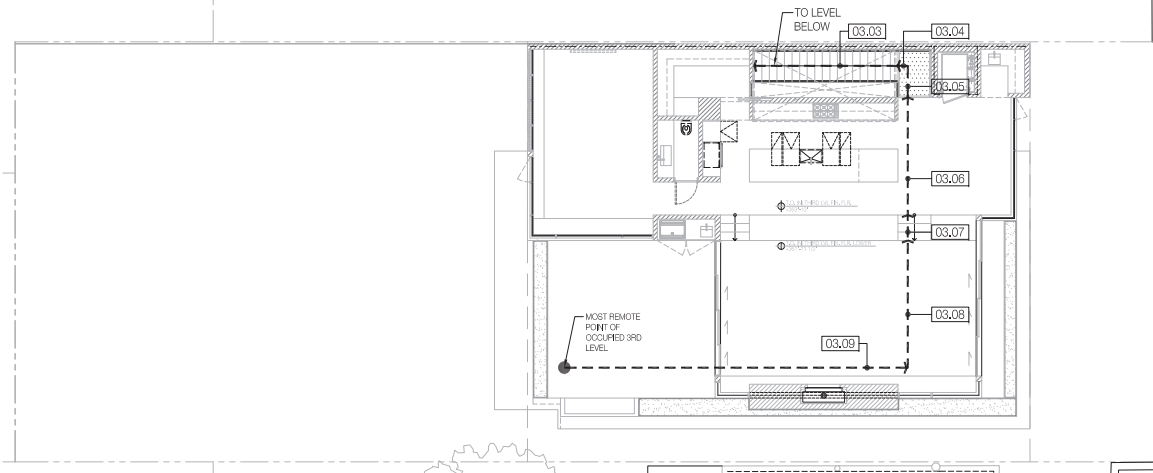 TO LEVEL
BELOW
03.03
03.04
03.05
03.06
03.07
03.08
03.09
MOST REMOTE
POINT OF
OCCUPIED 3RD
LEVEL